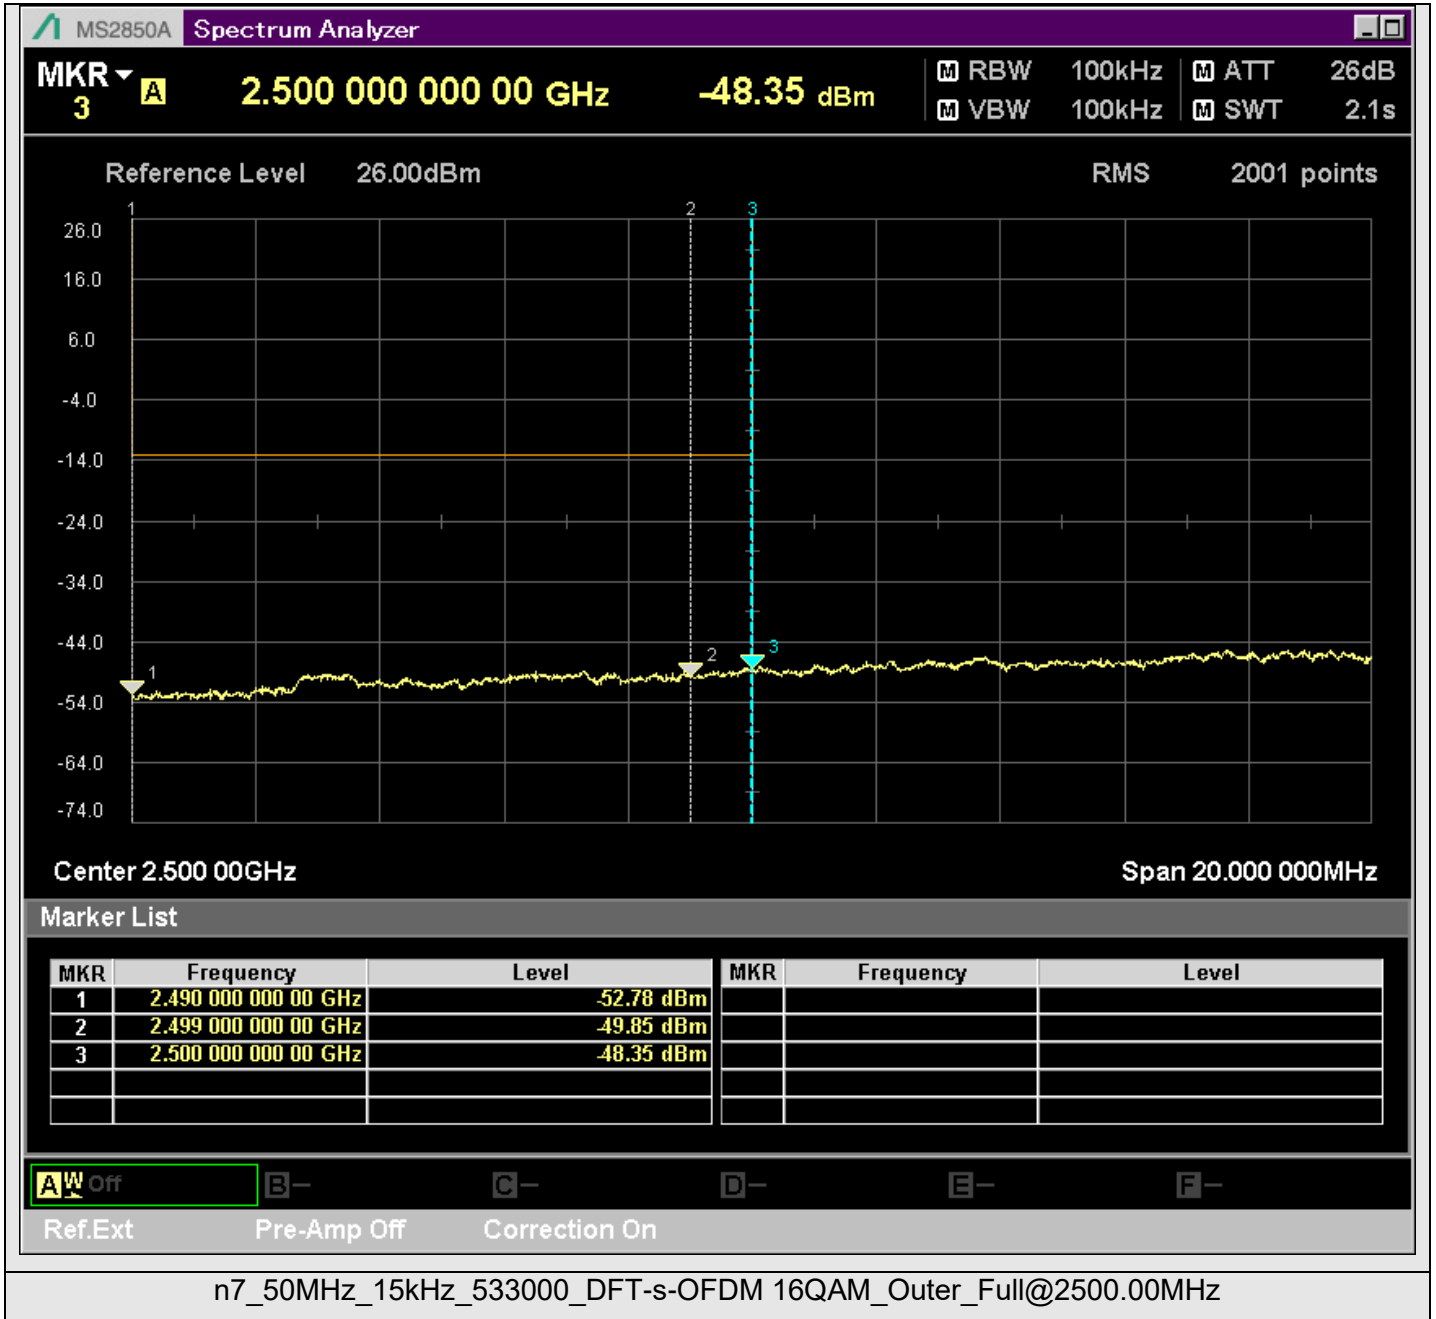 MS2850A Spectrum Analyzer
MKR A 2.500 000 000 00 GHz -48.35 dBm M RBW 100kHz M ATT 26dB
3 M VBW 100kHz M SWT 2.1s
Reference Level 26.00dBm RMS 2001 points
1 2 3
26.0
16.0
6.0
-4.0
-14.0
-24.0
-34.0
-44.0
1 2 3
-54.0
-64.0
-74.0
Center 2.500 00GHz Span 20.000 000MHz
Marker List
MKR Frequency Level MKR Frequency Level
1 2.490 000 000 00 GHz -52.78 dBm
2 2.499 000 000 00 GHz -49.85 dBm
3 2.500 000 000 00 GHz -48.35 dBm
A W Off B C D E F
Ref.Ext Pre-Amp Off Correction On
n7_50MHz_15kHz_533000_DFT-s-OFDM 16QAM_Outer_Full@2500.00MHz